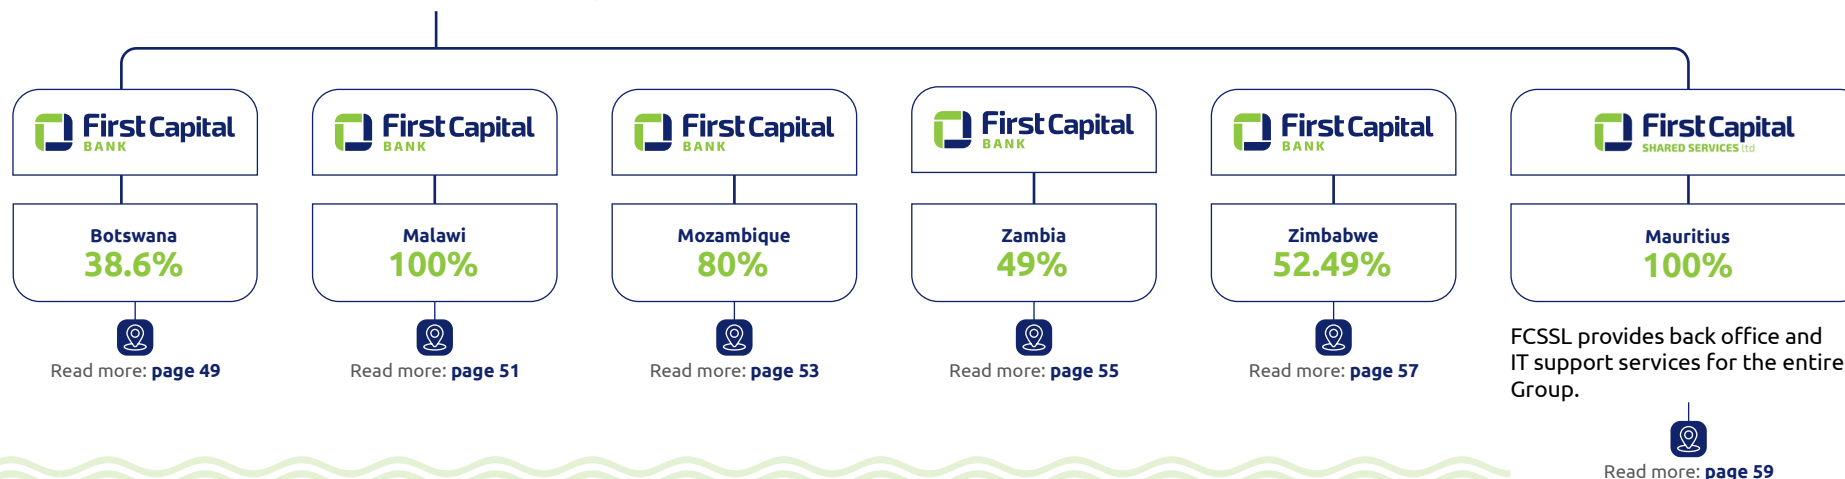 First Capital
BANK
Botswana
38.6%
Read more: page 49
First Capital
BANK
Malawi
100%
Read more: page 51
First Capital
BANK
Mozambique
80%
Read more: page 53
First Capital
BANK
Zambia
49%
Read more: page 55
First Capital
BANK
Zimbabwe
52.49%
Read more: page 57
First Capital
SHARED SERVICES ltd
Mauritius
100%
FCSSL provides back office and
IT support services for the entire
Group.
Read more: page 59